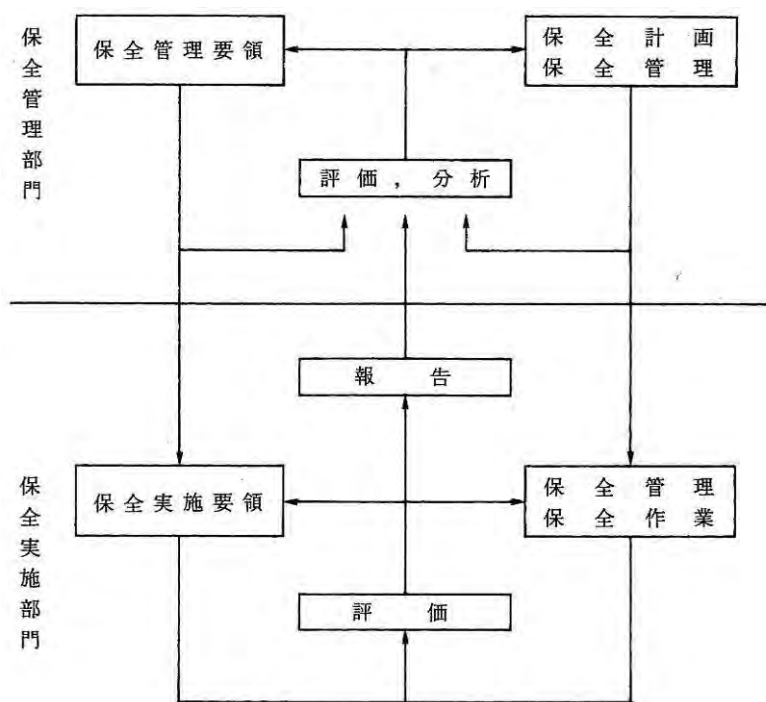 保全管理部門
保全管理要領
保全計画
保全管理
評価，分析
報告
保全実施部門
保全実施要領
保全管理
保全作業
評価